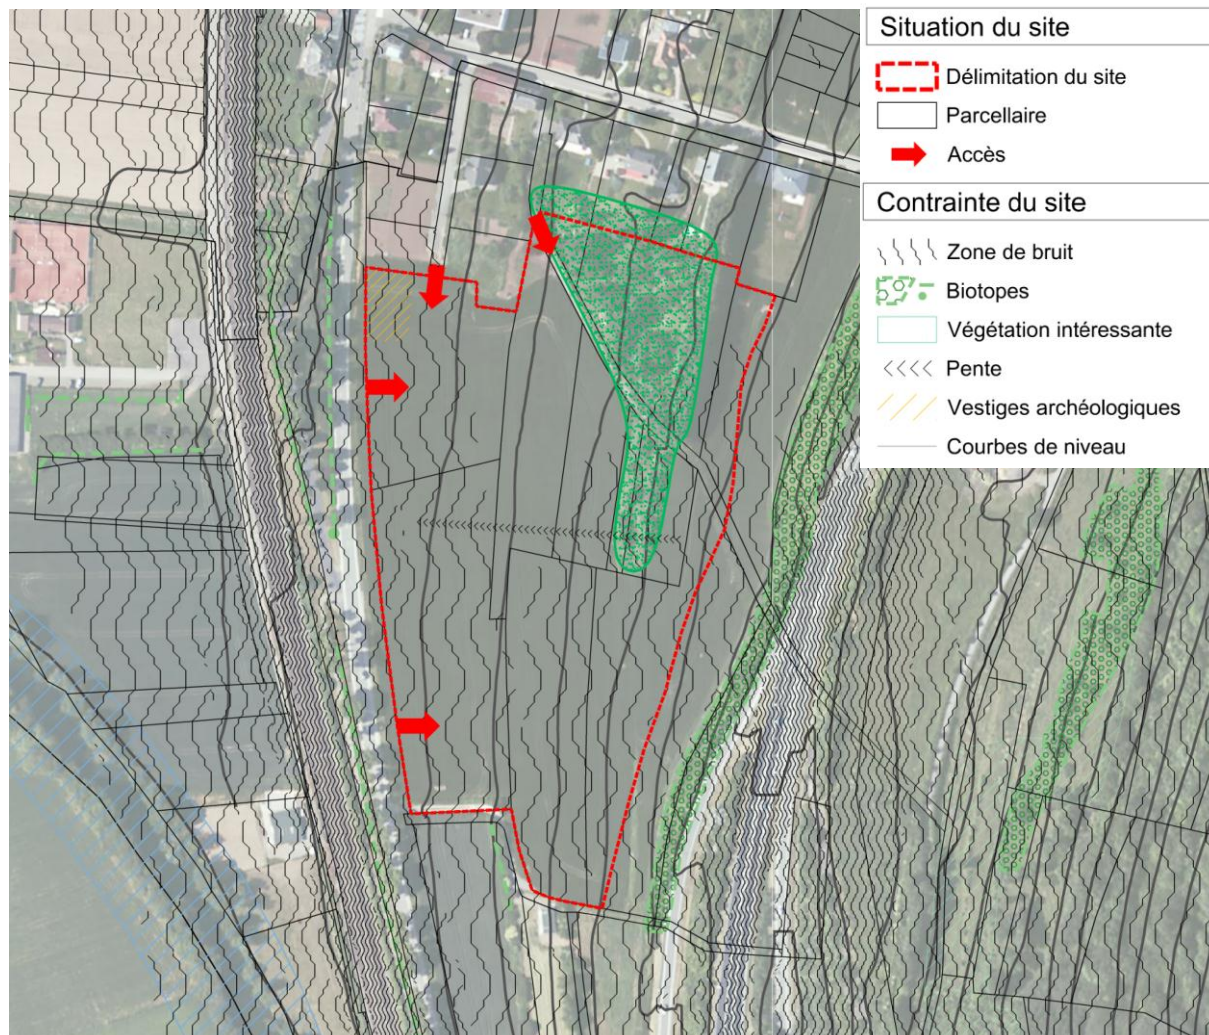 Situation du site
Délimitation du site
Parcellaire
Accès
Contrainte du site
Zone de bruit
Biotopes
Végétation intéressante
Pente
Vestiges archéologiques
Courbes de niveau